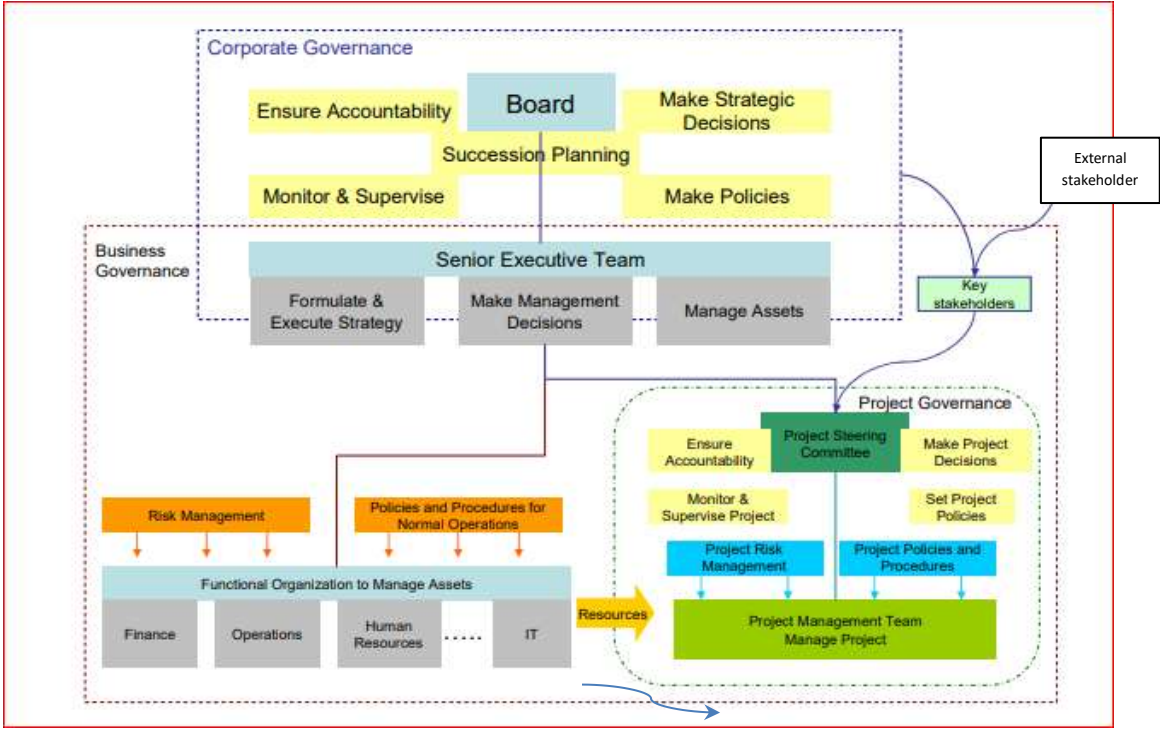 Corporate Governance
Board
Ensure Accountability
Make Strategic
Decisions
Succession Planning
Monitor & Supervise
Make Policies
External
stakeholder
Business
Governance
Senior Executive Team
Formulate &
Execute Strategy
Make Management
Decisions
Manage Assets
Key
stakeholders
Project Governance
Project Steering
Committee
Ensure
Accountability
Make Project
Decisions
Monitor &
Supervise Project
Set Project
Policies
Risk Management
Policies and Procedures for
Normal Operations
Project Risk
Management
Project Policies and
Procedures
Functional Organization to Manage Assets
Finance
Operations
Human
Resources
.....
IT
Resources
Project Management Team
Manage Project